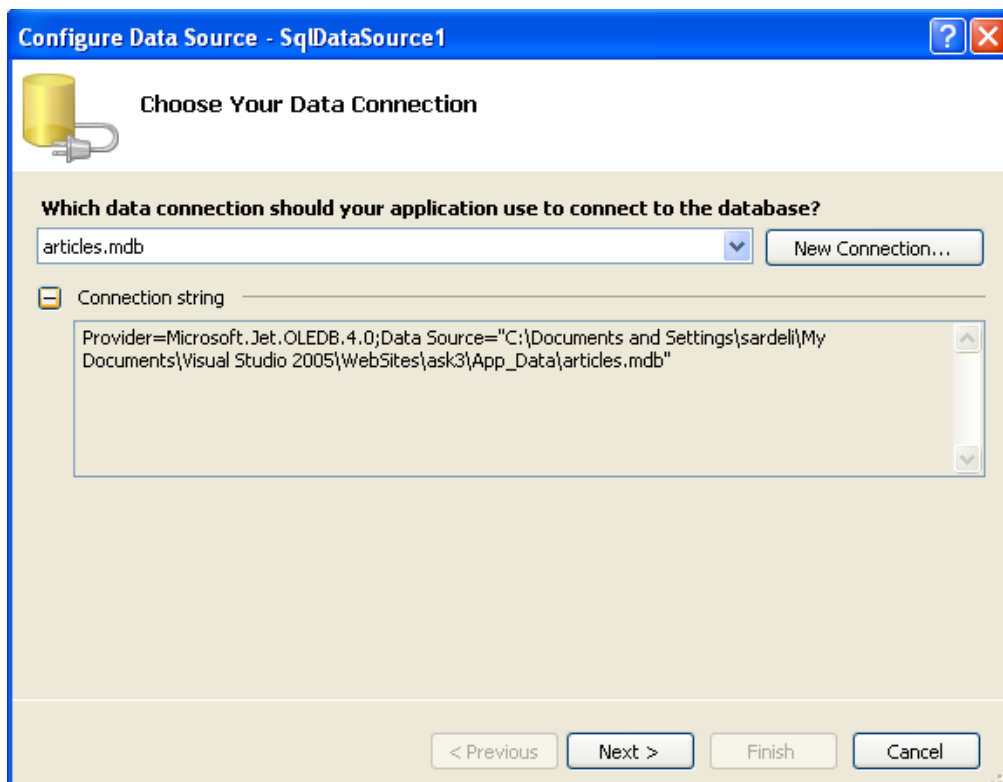 Configure Data Source - SqlDataSource1
Choose Your Data Connection
Which data connection should your application use to connect to the database?
articles.mdb
New Connection...
Connection string
Provider=Microsoft.Jet.OLEDB.4.0;Data Source="C:\Documents and Settings\sardeli\My
Documents\Visual Studio 2005\WebSites\ask3\App_Data\articles.mdb"
< Previous
Next >
Finish
Cancel